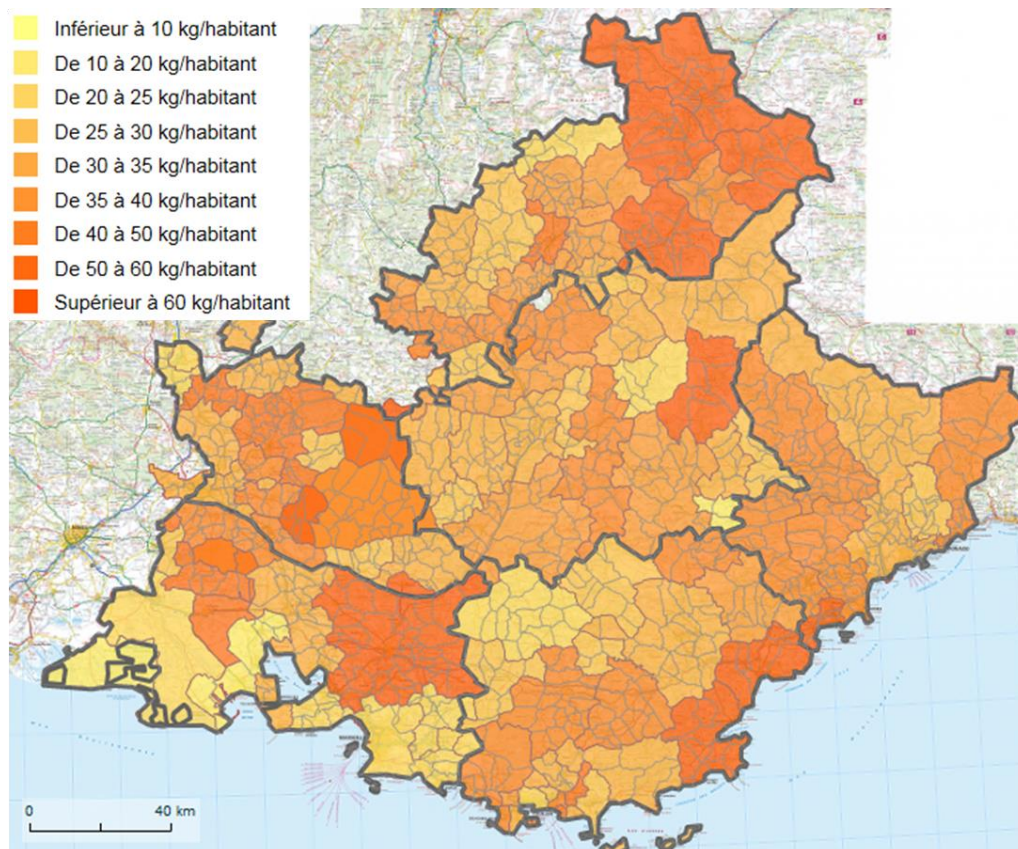 Inférieur à 10 kg/habitant
De 10 à 20 kg/habitant
De 20 à 25 kg/habitant
De 25 à 30 kg/habitant
De 30 à 35 kg/habitant
De 35 à 40 kg/habitant
De 40 à 50 kg/habitant
De 50 à 60 kg/habitant
Supérieur à 60 kg/habitant
0 40 km